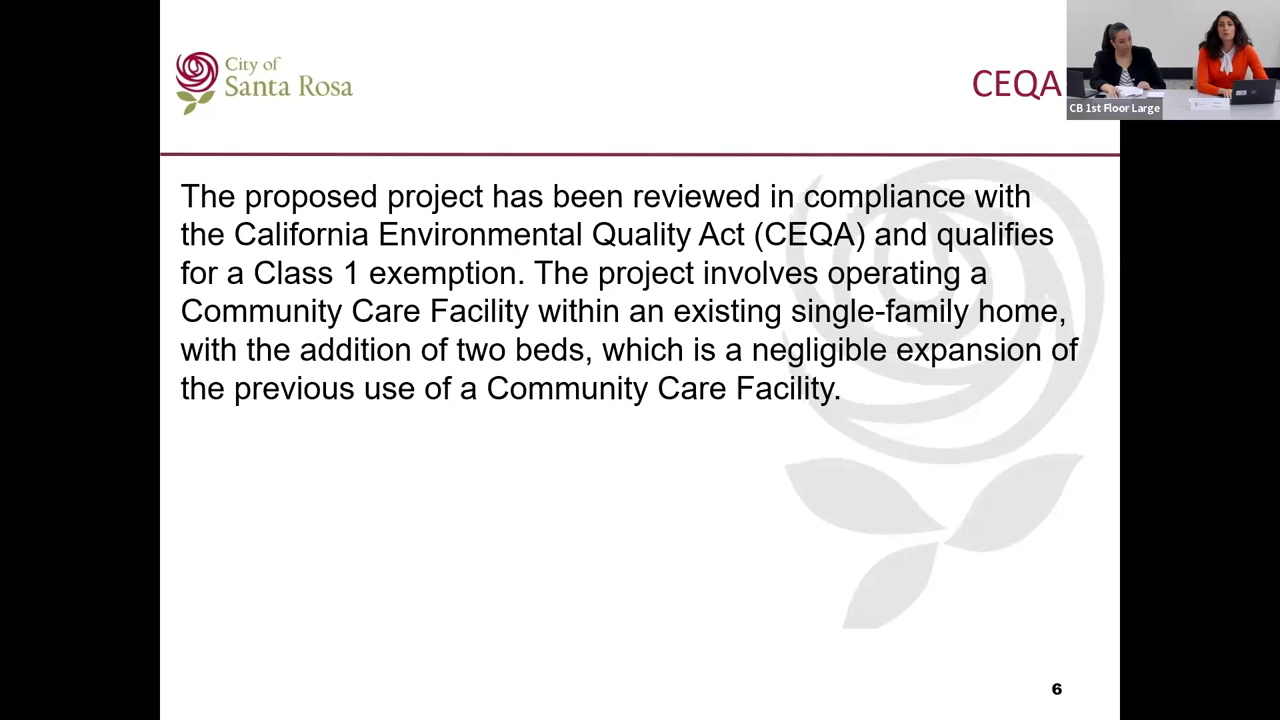 City of
Santa Rosa
CEQA
CB 1st Floor Large
The proposed project has been reviewed in compliance with
the California Environmental Quality Act (CEQA) and qualifies
for a Class 1 exemption. The project involves operating a
Community Care Facility within an existing single-family home,
with the addition of two beds, which is a negligible expansion of
the previous use of a Community Care Facility.
6